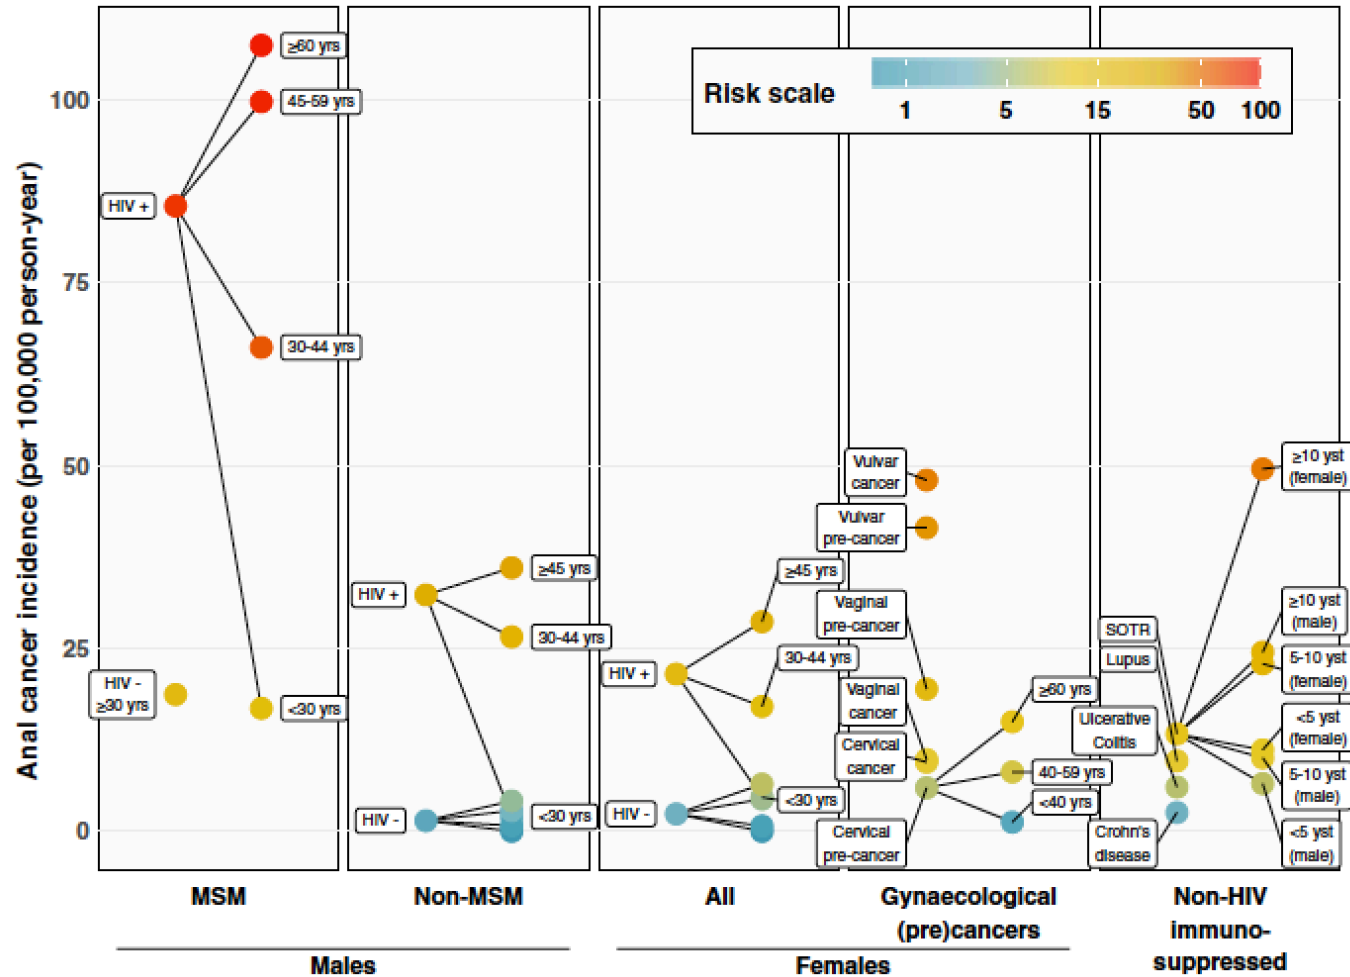 Anal cancer incidence (per 100,000 person-year)
100
75
50
25
0
Risk scale
1
5
15
50
100
≥60 yrs
45-59 yrs
HIV +
30-44 yrs
HIV -
≥30 yrs
<30 yrs
HIV +
≥45 yrs
30-44 yrs
HIV -
<30 yrs
≥45 yrs
30-44 yrs
HIV +
<30 yrs
HIV -
Vulvar
cancer
Vulvar
pre-cancer
Vaginal
pre-cancer
Vaginal
cancer
Cervical
cancer
Cervical
pre-cancer
≥60 yrs
40-59 yrs
<40 yrs
SOTR
Lupus
Ulcerative
Colitis
Crohn's
disease
≥10 yst
(female)
≥10 yst
(male)
5-10 yst
(female)
<5 yst
(female)
5-10 yst
(male)
<5 yst
(male)
MSM
Non-MSM
All
Gynaecological
(pre)cancers
Non-HIV
immuno-
suppressed
Males
Females